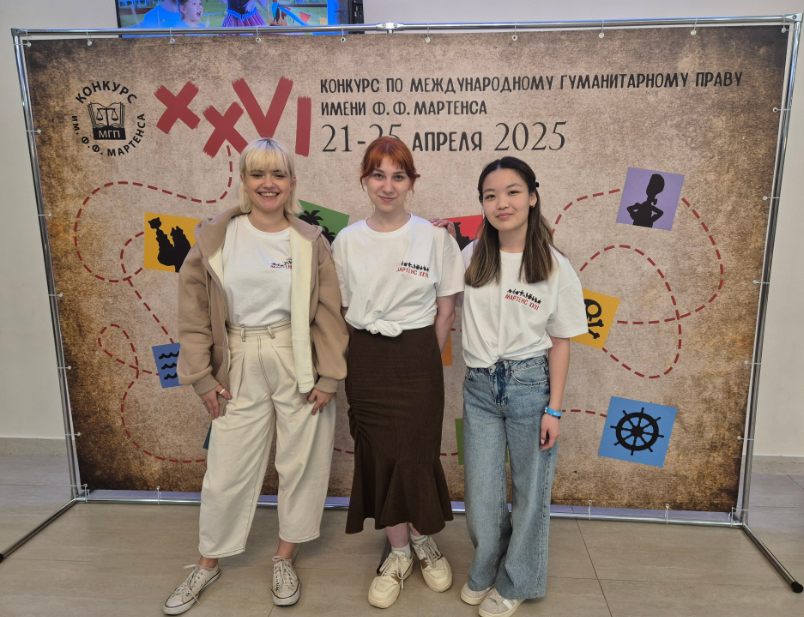 КОНКУРС
МГП
ИМ. Ф. Ф. МАРТЕНСА
XXVI
КОНКУРС ПО МЕЖДУНАРОДНОМУ ГУМАНИТАРНОМУ ПРАВУ
ИМЕНИ Ф. Ф. МАРТЕНСА
21-25 АПРЕЛЯ 2025
МАРТЕНС XXVI
МАРТЕНС XXVI